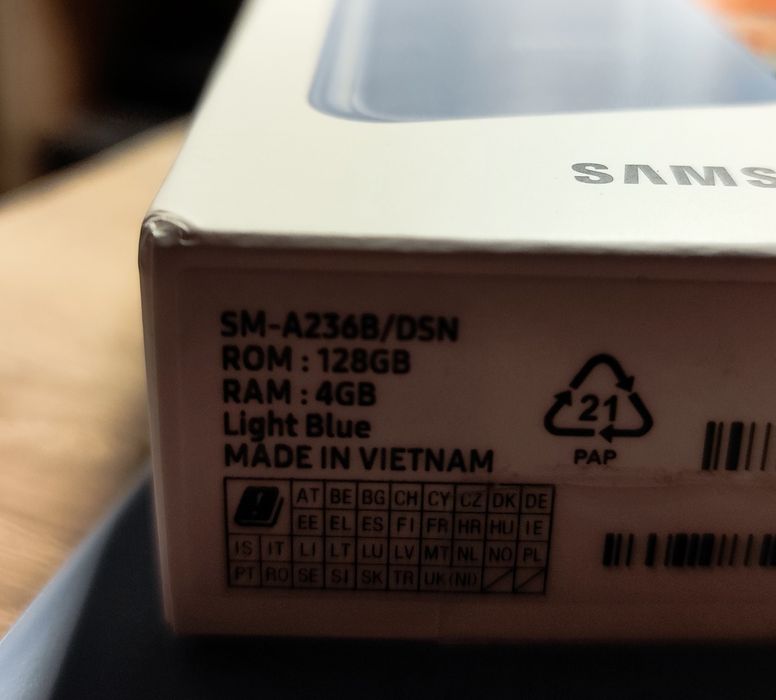 SAMS
SM-A236B/DSN
ROM : 128GB
RAM : 4GB
Light Blue
MADE IN VIETNAM
21
PAP
! AT BE BG CH CY CZ DK DE
EE EL ES FI FR HR HU IE
IS IT LI LT LU LV MT NL NO PL
PT RO SE SI SK TR UK(NI)